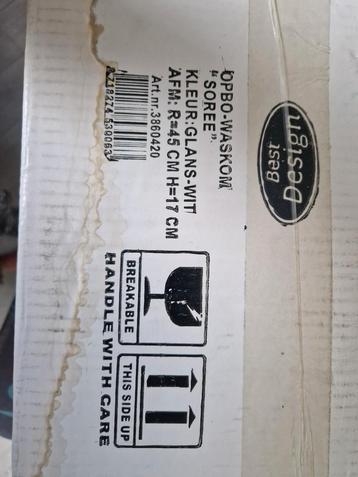 Best
Design
OPBO-WASKOM
"SOREE"
KLEUR:GLANS-WIT
AFM: R=45 CM H=17 CM
Art.nr.3860420
8718274539063
BREAKABLE
THIS SIDE UP
HANDLE WITH CARE